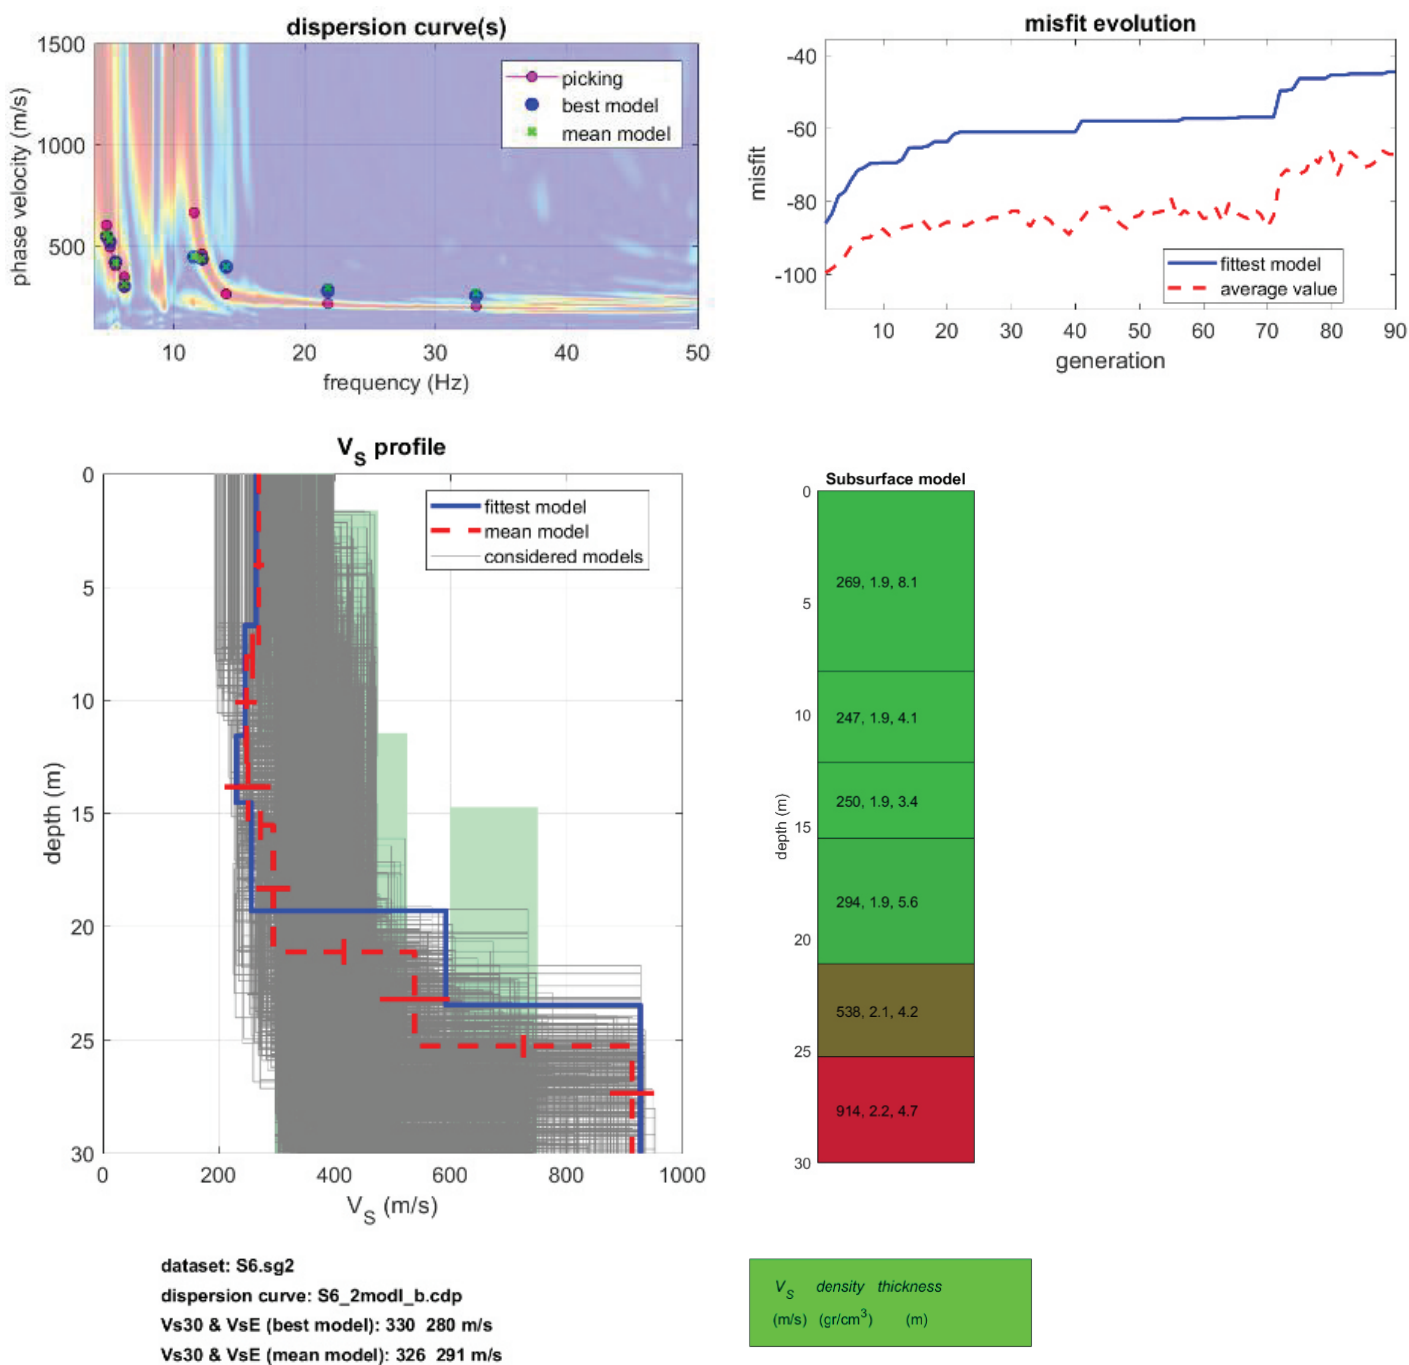 dispersion curve(s)
1500
1000
500
phase velocity (m/s)
picking
best model
mean model
10
20
30
40
50
frequency (Hz)
misfit evolution
-40
-60
-80
-100
misfit
fittest model
average value
10
20
30
40
50
60
70
80
90
generation
VS profile
0
5
10
15
20
25
30
depth (m)
fittest model
mean model
considered models
0
200
400
600
800
1000
VS (m/s)
Subsurface model
0
5
10
15
20
25
30
depth (m)
269, 1.9, 8.1
247, 1.9, 4.1
250, 1.9, 3.4
294, 1.9, 5.6
538, 2.1, 4.2
914, 2.2, 4.7
dataset: S6.sg2
dispersion curve: S6_2modI_b.cdp
Vs30 & VsE (best model): 330 280 m/s
Vs30 & VsE (mean model): 326 291 m/s
VS density thickness
(m/s) (gr/cm3) (m)